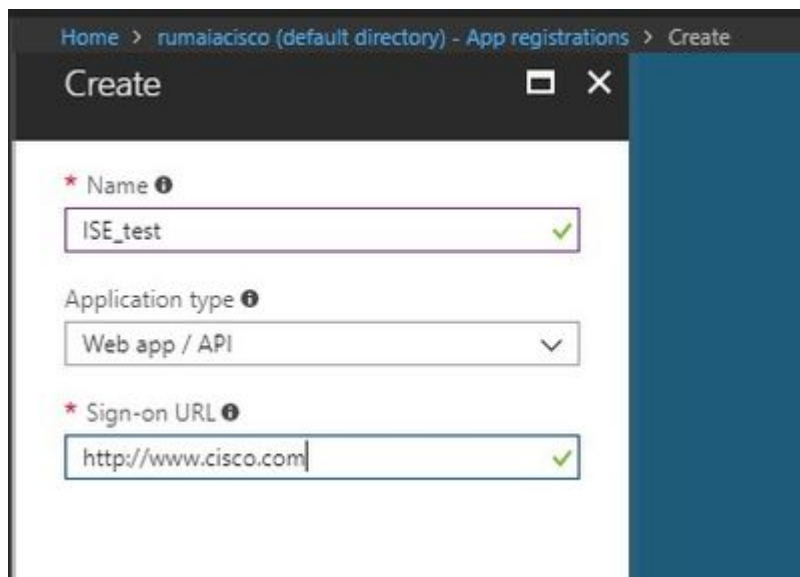 Home > rumaiacisco (default directory) - App registrations > Create
Create
* Name
ISE_test
Application type
Web app / API
* Sign-on URL
http://www.cisco.com